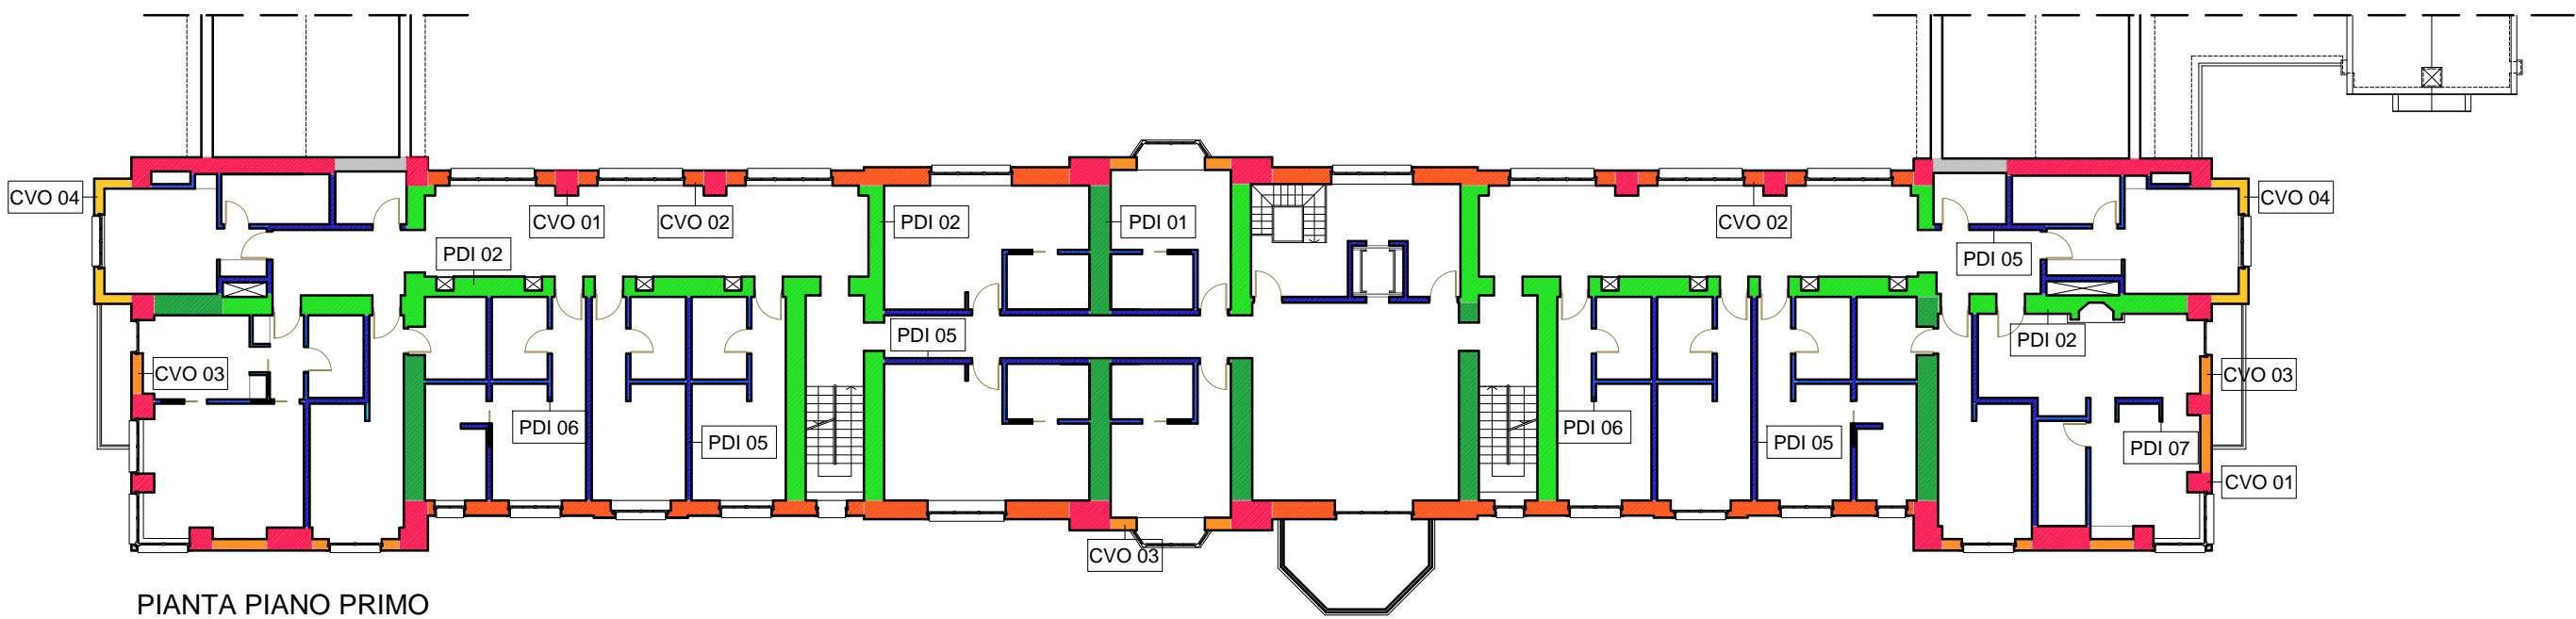 CVO 04
CVO 01
CVO 02
PDI 02
PDI 01
CVO 02
CVO 04
PDI 02
PDI 05
PDI 05
PDI 02
CVO 03
CVO 03
PDI 06
PDI 05
PDI 06
PDI 05
PDI 07
CVO 01
CVO 03
PIANTA PIANO PRIMO